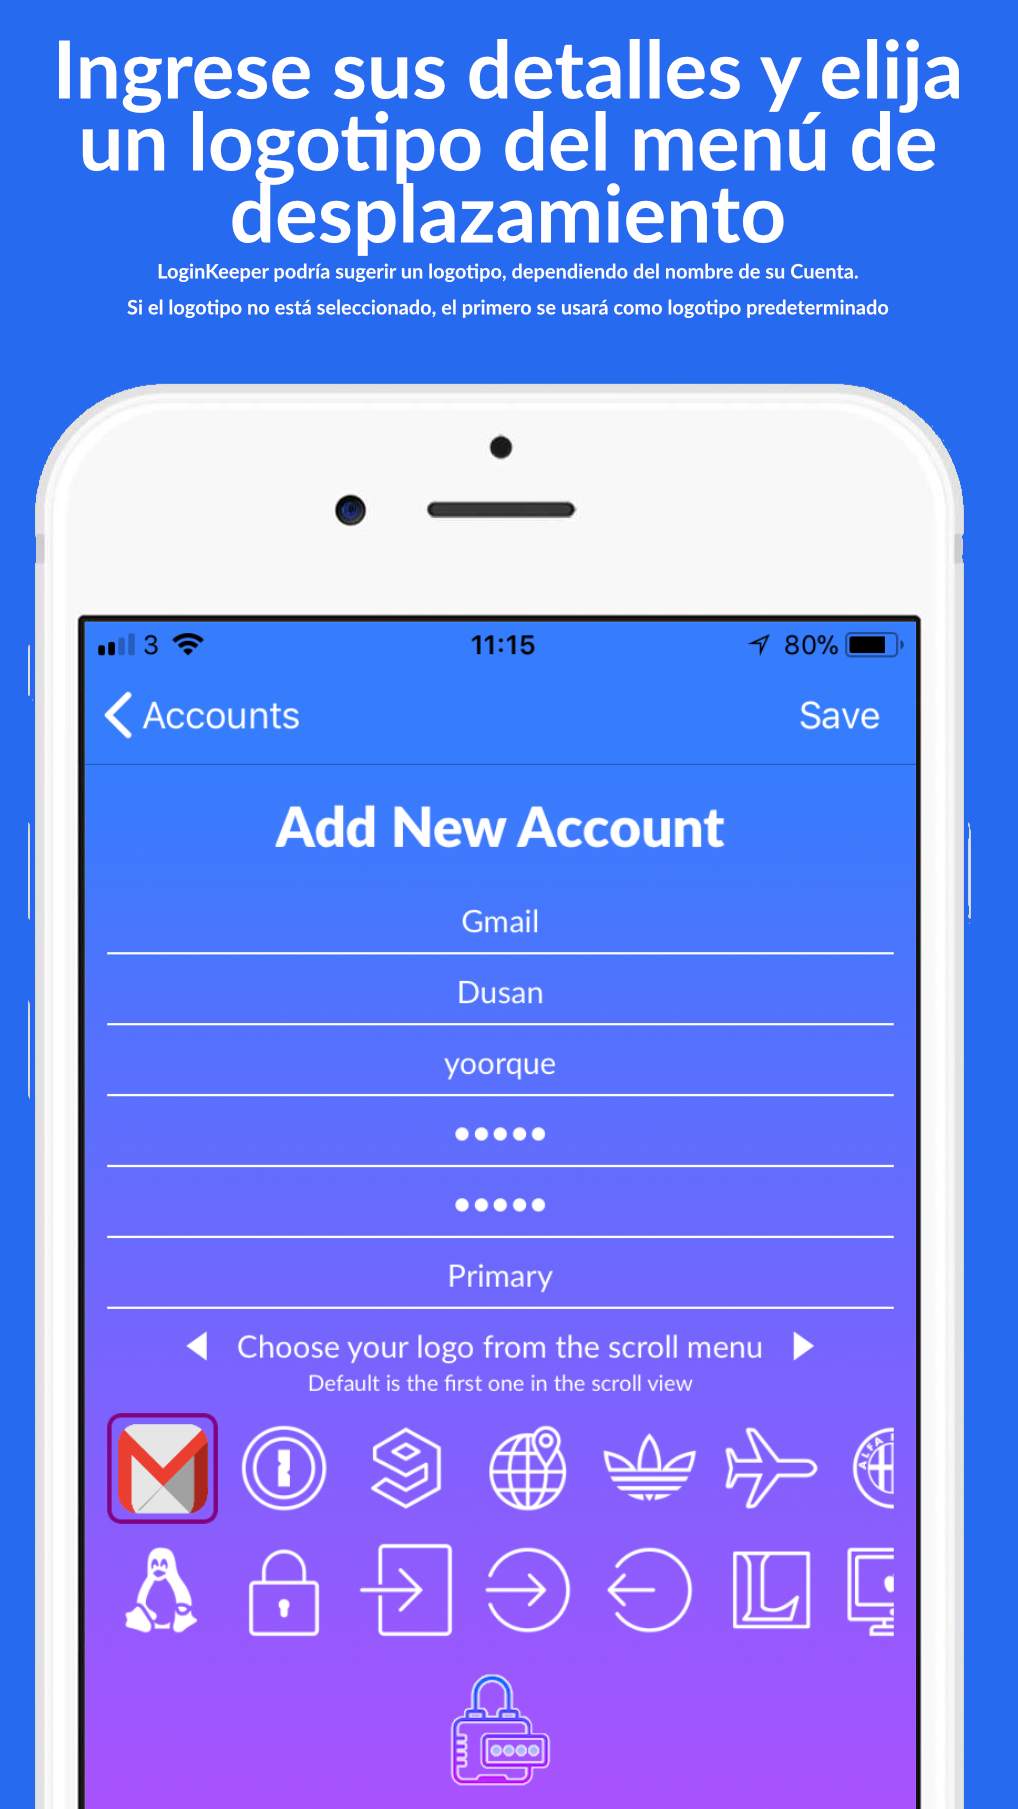 Ingrese sus detalles y elija
un logotipo del menú de
desplazamiento
LoginKeeper podría sugerir un logotipo, dependiendo del nombre de su Cuenta.
Si el logotipo no está seleccionado, el primero se usará como logotipo predeterminado
3 11:15 80%
Accounts Save
Add New Account
Gmail
Dusan
yoorque
•••••
•••••
Primary
Choose your logo from the scroll menu
Default is the first one in the scroll view
ALFA
L